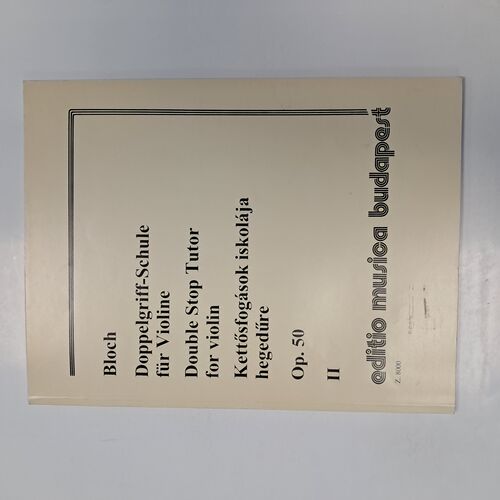 Bloch
Doppelgriff-Schule
für Violine
Double Stop Tutor
for violin
Kettősfogások iskolája
hegedűre
Op. 50
II
editio musica budapest
Z. 8000